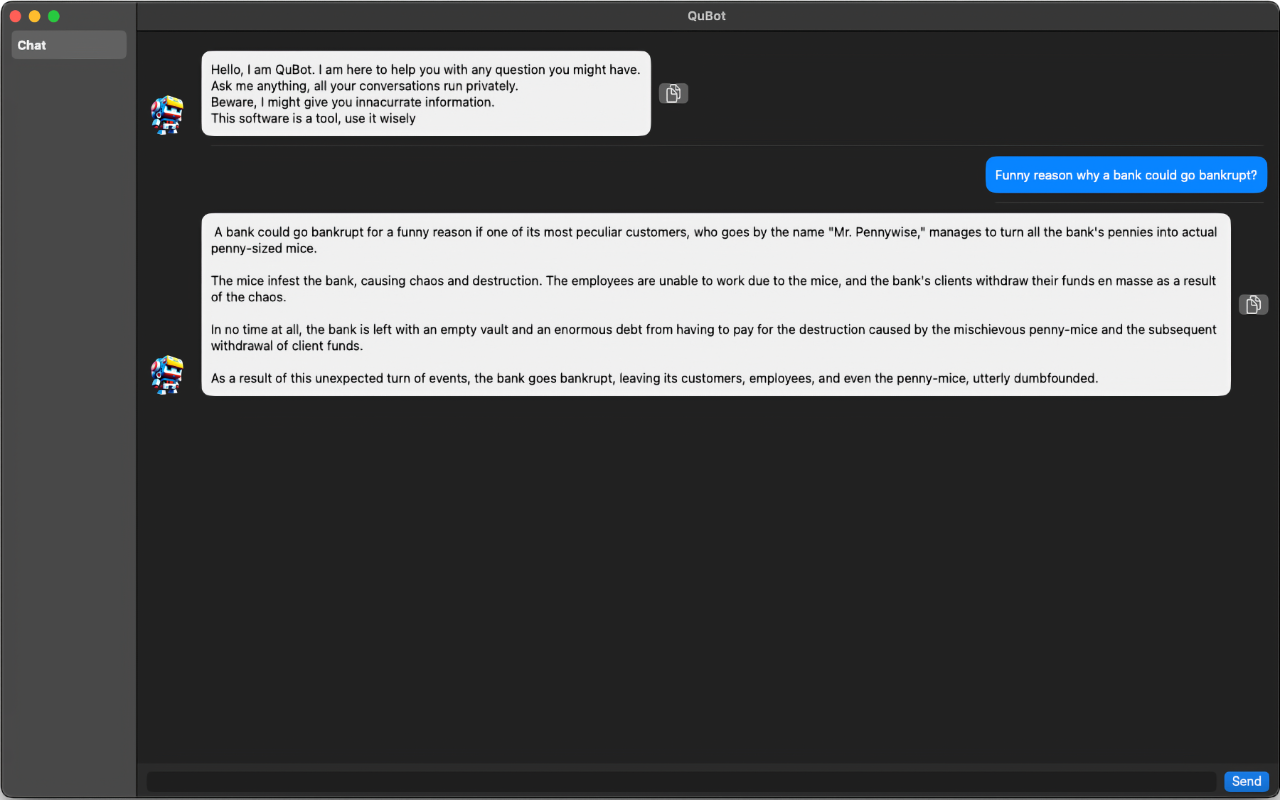 QuBot
Chat
Hello, I am QuBot. I am here to help you with any question you might have.
Ask me anything, all your conversations run privately.
Beware, I might give you innacurrate information.
This software is a tool, use it wisely
Funny reason why a bank could go bankrupt?
A bank could go bankrupt for a funny reason if one of its most peculiar customers, who goes by the name "Mr. Pennywise," manages to turn all the bank's pennies into actual
penny-sized mice.
The mice infest the bank, causing chaos and destruction. The employees are unable to work due to the mice, and the bank's clients withdraw their funds en masse as a result
of the chaos.
In no time at all, the bank is left with an empty vault and an enormous debt from having to pay for the destruction caused by the mischievous penny-mice and the subsequent
withdrawal of client funds.
As a result of this unexpected turn of events, the bank goes bankrupt, leaving its customers, employees, and even the penny-mice, utterly dumbfounded.
Send